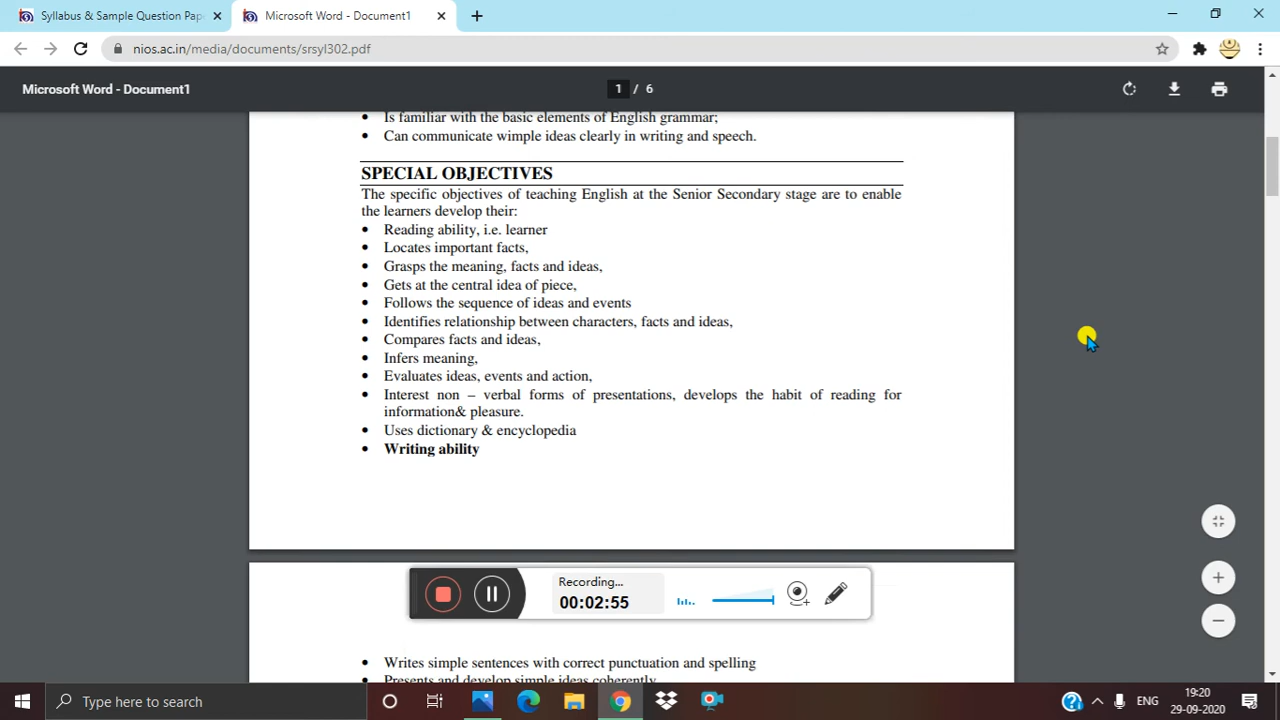 Syllabus & Sample Question Pape
Microsoft Word - Document1
nios.ac.in/media/documents/srsyl302.pdf
Microsoft Word - Document1
1 / 6
• Is familiar with the basic elements of English grammar;
• Can communicate wimple ideas clearly in writing and speech.
SPECIAL OBJECTIVES
The specific objectives of teaching English at the Senior Secondary stage are to enable
the learners develop their:
• Reading ability, i.e. learner
• Locates important facts,
• Grasps the meaning, facts and ideas,
• Gets at the central idea of piece,
• Follows the sequence of ideas and events
• Identifies relationship between characters, facts and ideas,
• Compares facts and ideas,
• Infers meaning,
• Evaluates ideas, events and action,
• Interest non – verbal forms of presentations, develops the habit of reading for
information& pleasure.
• Uses dictionary & encyclopedia
• Writing ability
Recording...
00:02:55
• Writes simple sentences with correct punctuation and spelling
• Presents and develop simple ideas coherently
Type here to search
ENG
19:20
29-09-2020